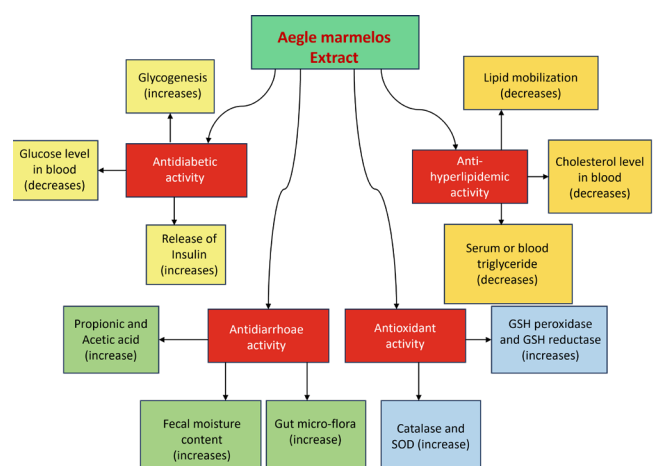 Aegle marmelos
Extract
Glycogenesis
(increases)
Lipid mobilization
(decreases)
Glucose level
in blood
(decreases)
Antidiabetic
activity
Anti-
hyperlipidemic
activity
Cholesterol level
in blood
(decreases)
Release of
Insulin
(increases)
Serum or blood
triglyceride
(decreases)
Propionic and
Acetic acid
(increase)
Antidiarrhoae
activity
Antioxidant
activity
GSH peroxidase
and GSH reductase
(increases)
Fecal moisture
content
(increases)
Gut micro-flora
(increase)
Catalase and
SOD (increase)